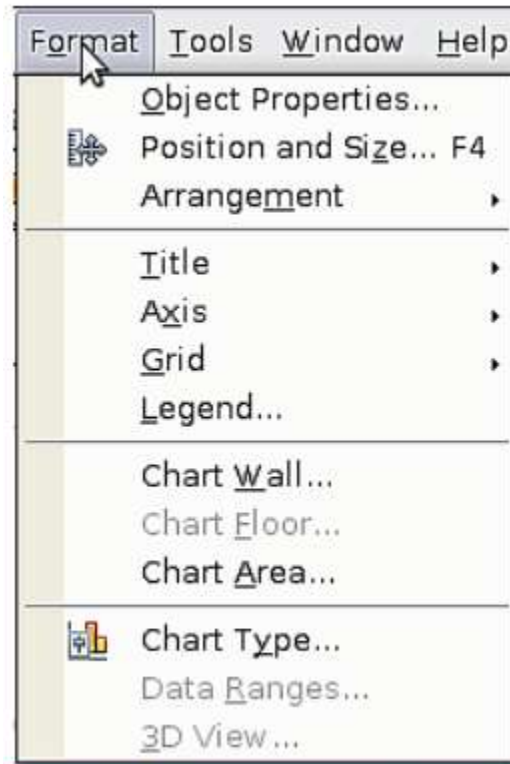 Format Tools Window Help
Object Properties...
Position and Size... F4
Arrangement
Title
Axis
Grid
Legend...
Chart Wall...
Chart Floor...
Chart Area...
Chart Type...
Data Ranges...
3D View...